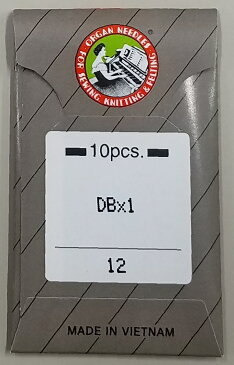 ORGAN NEEDLES
FOR SEWING, KNITTING & FELTING
10pcs.
DBx1
12
MADE IN VIETNAM